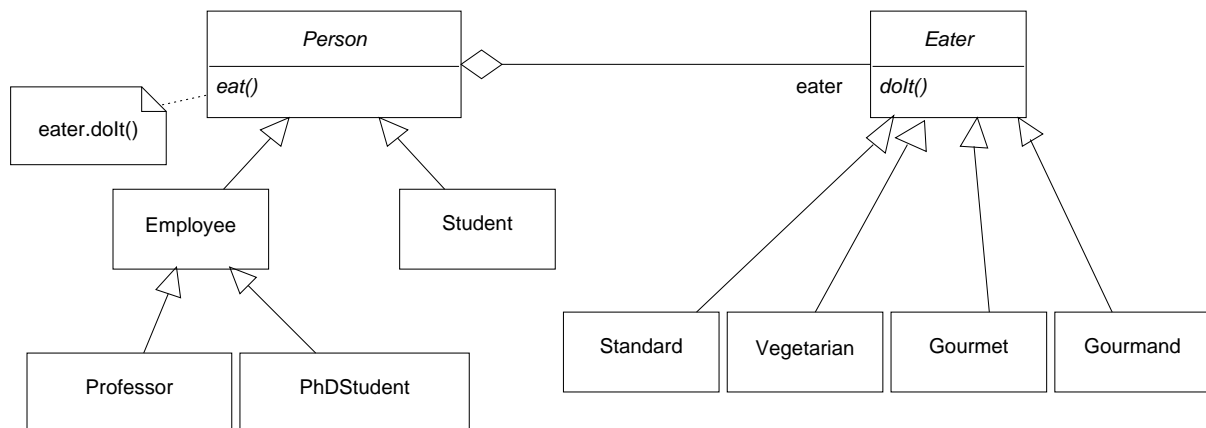 Person
Eater
eat()
eater
doIt()
eater.doIt()
Employee
Student
Standard
Vegetarian
Gourmet
Gourmand
Professor
PhDStudent